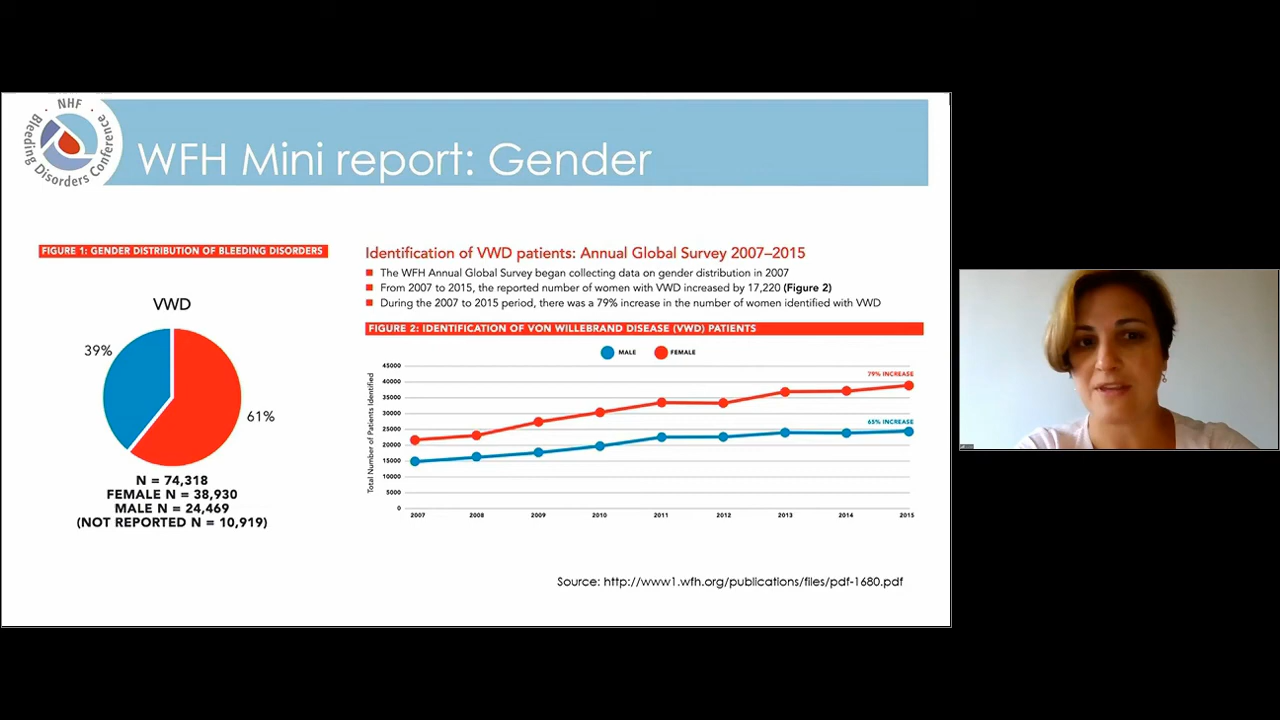 NHF
Bleeding Disorders Conference
WFH Mini report: Gender
FIGURE 1: GENDER DISTRIBUTION OF BLEEDING DISORDERS
VWD
39%
61%
N = 74,318
FEMALE N = 38,930
MALE N = 24,469
(NOT REPORTED N = 10,919)
Identification of VWD patients: Annual Global Survey 2007–2015
The WFH Annual Global Survey began collecting data on gender distribution in 2007
From 2007 to 2015, the reported number of women with VWD increased by 17,220 (Figure 2)
During the 2007 to 2015 period, there was a 79% increase in the number of women identified with VWD
FIGURE 2: IDENTIFICATION OF VON WILLEBRAND DISEASE (VWD) PATIENTS
MALE FEMALE
Total Number of Patients Identified
45000
40000
35000
30000
25000
20000
15000
10000
5000
0
79% INCREASE
65% INCREASE
2007 2008 2009 2010 2011 2012 2013 2014 2015
Source: http://www1.wfh.org/publications/files/pdf-1680.pdf